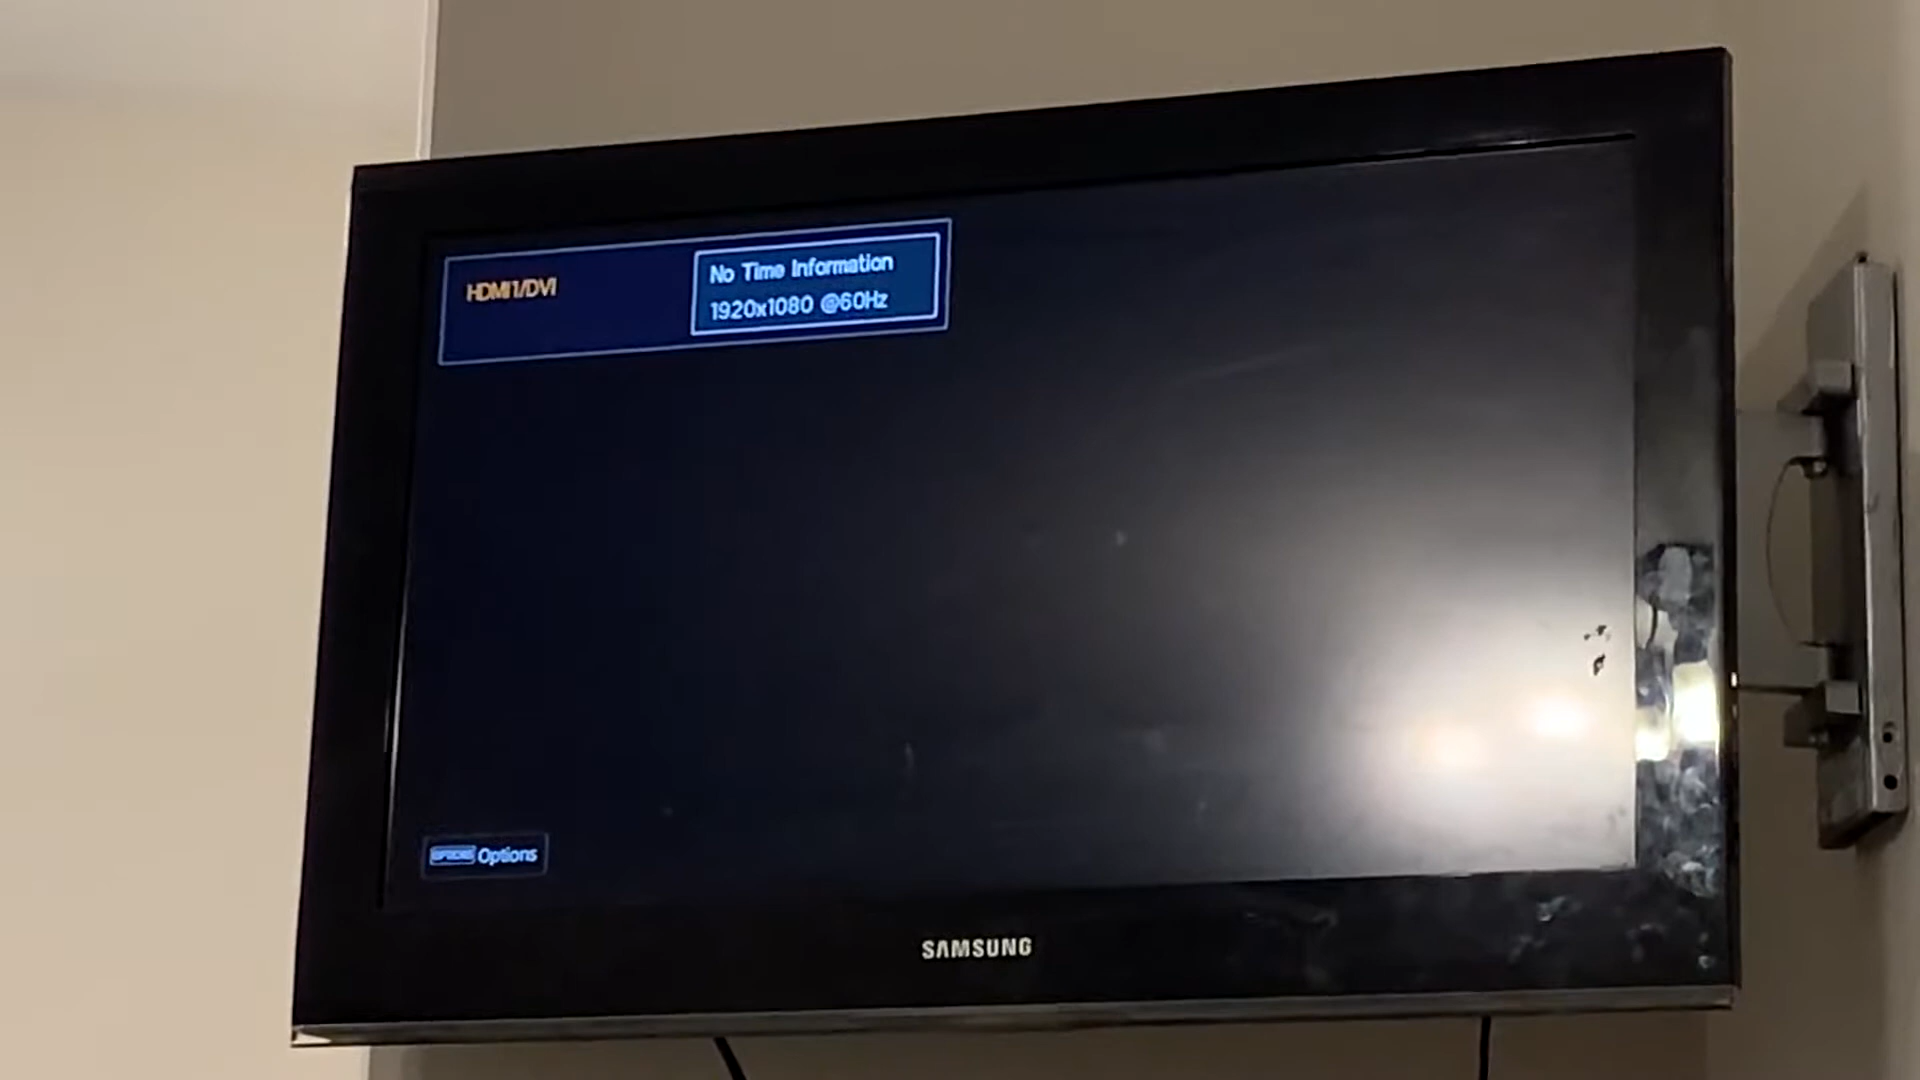 HDMI1/DVI
No Time Information
1920x1080 @60Hz
Options
SAMSUNG